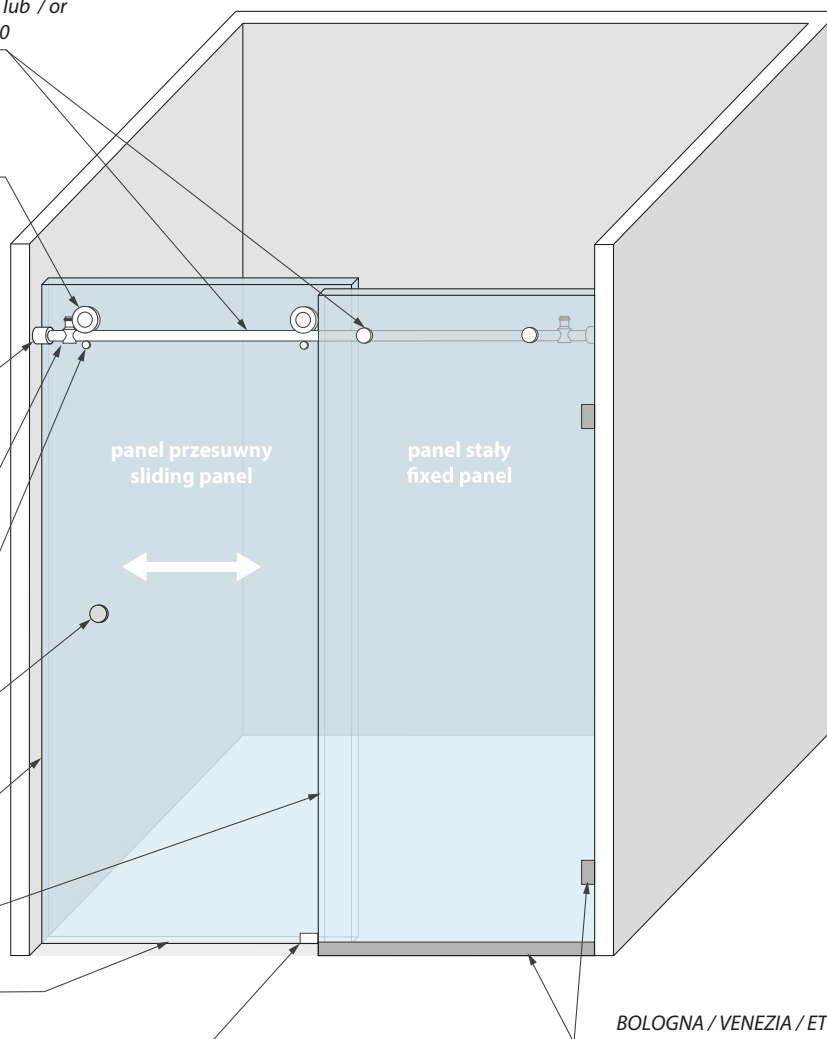 lub / or
0
panel przesuwny
sliding panel
panel stały
fixed panel
BOLOGNA / VENEZIA / ET